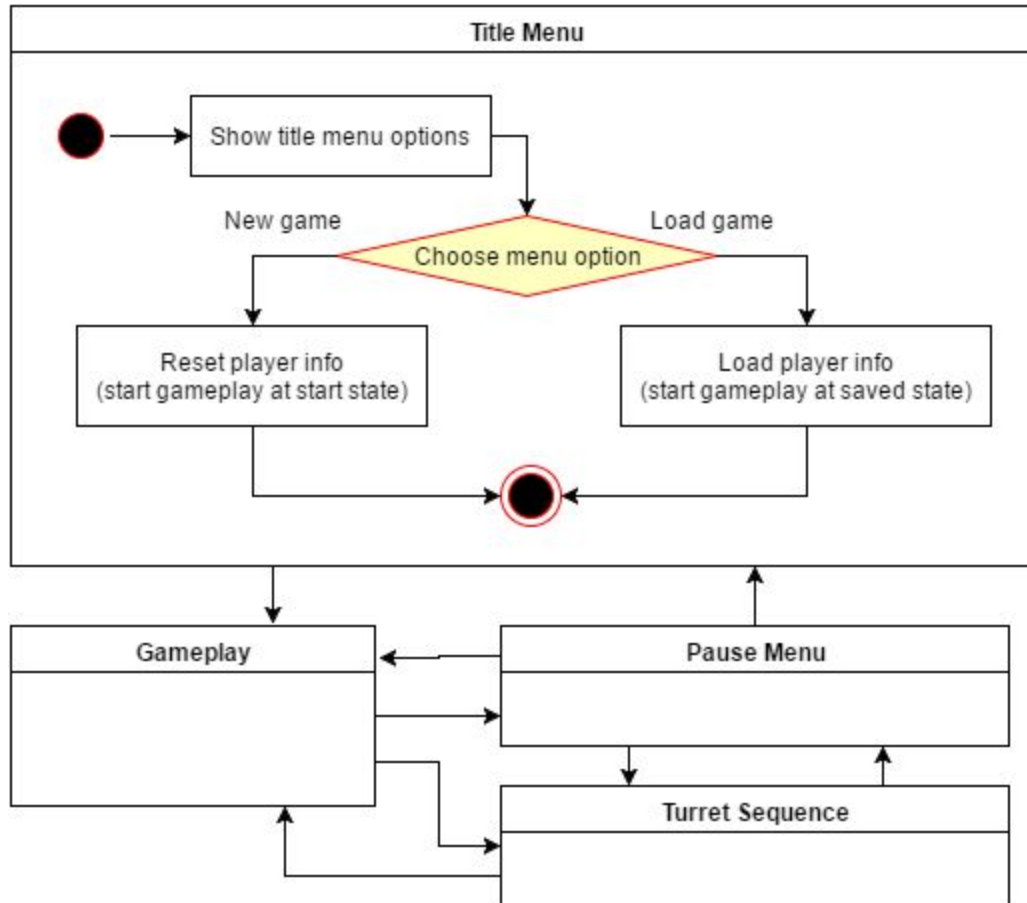 Title Menu
Show title menu options
New game
Load game
Choose menu option
Reset player info
(start gameplay at start state)
Load player info
(start gameplay at saved state)
Gameplay
Pause Menu
Turret Sequence